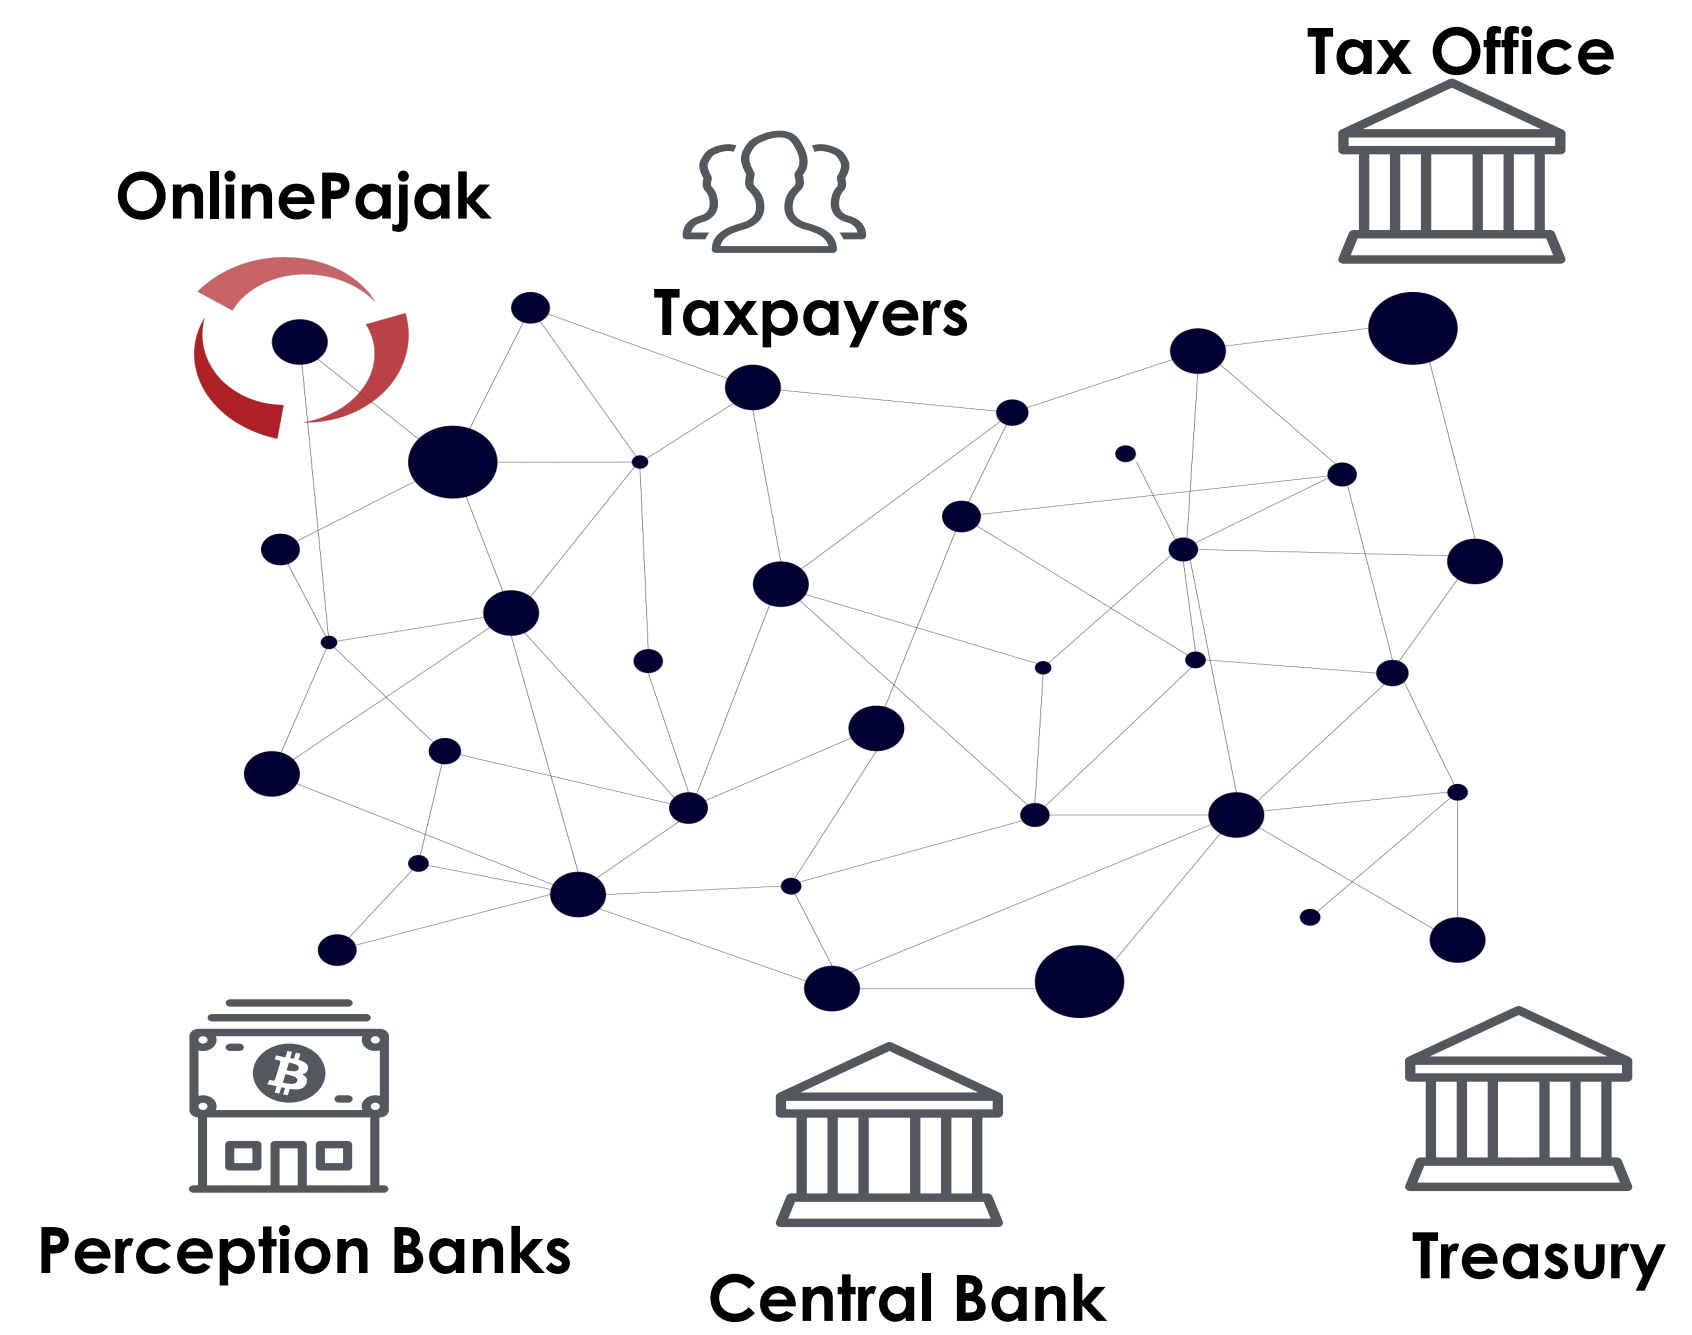 Tax Office
OnlinePajak
Taxpayers
Perception Banks
Central Bank
Treasury